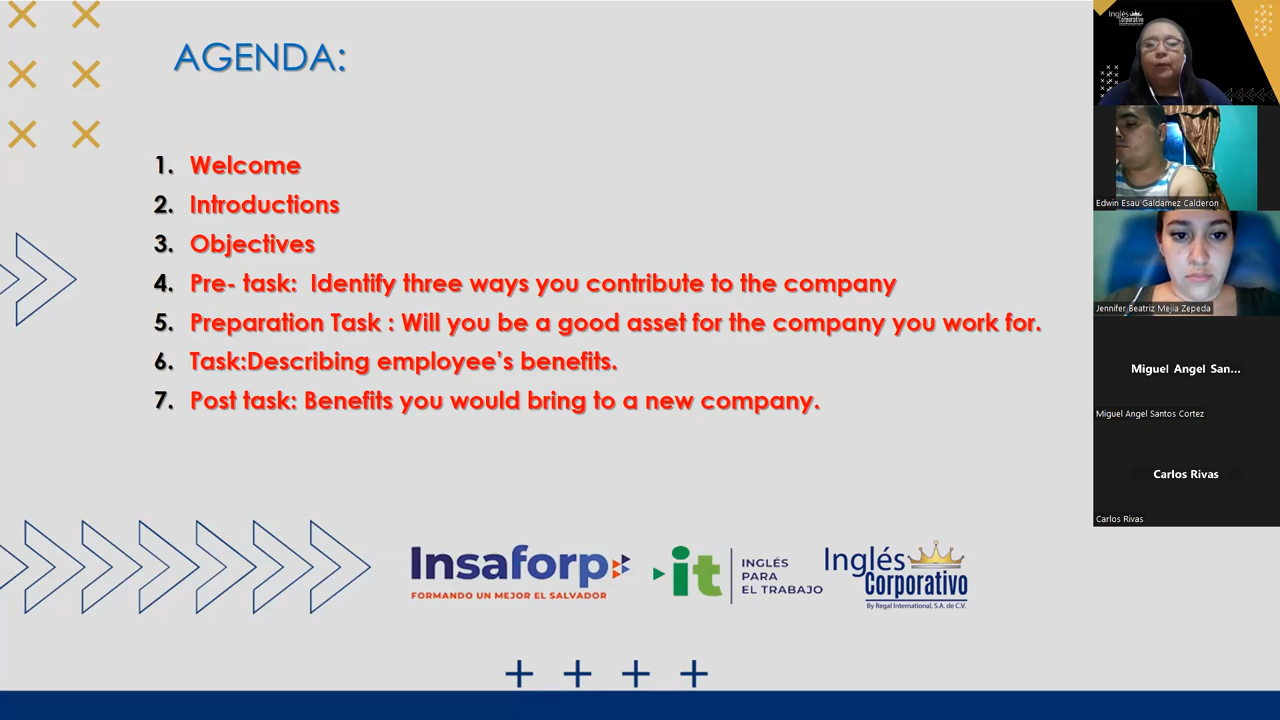 AGENDA:
1. Welcome
2. Introductions
3. Objectives
4. Pre- task:  Identify three ways you contribute to the company
5. Preparation Task : Will you be a good asset for the company you work for.
6. Task:Describing employee's benefits.
7. Post task: Benefits you would bring to a new company.
Insaforp
FORMANDO UN MEJOR EL SALVADOR
it
INGLÉS
PARA
EL TRABAJO
Inglés
Corporativo
By Regal International, S.A. de C.V.
Inglés
Corporativo
Edwin Esau Galdamez Calderon
Jennifer Beatriz Mejia Zepeda
Miguel Angel San...
Miguel Angel Santos Cortez
Carlos Rivas
Carlos Rivas